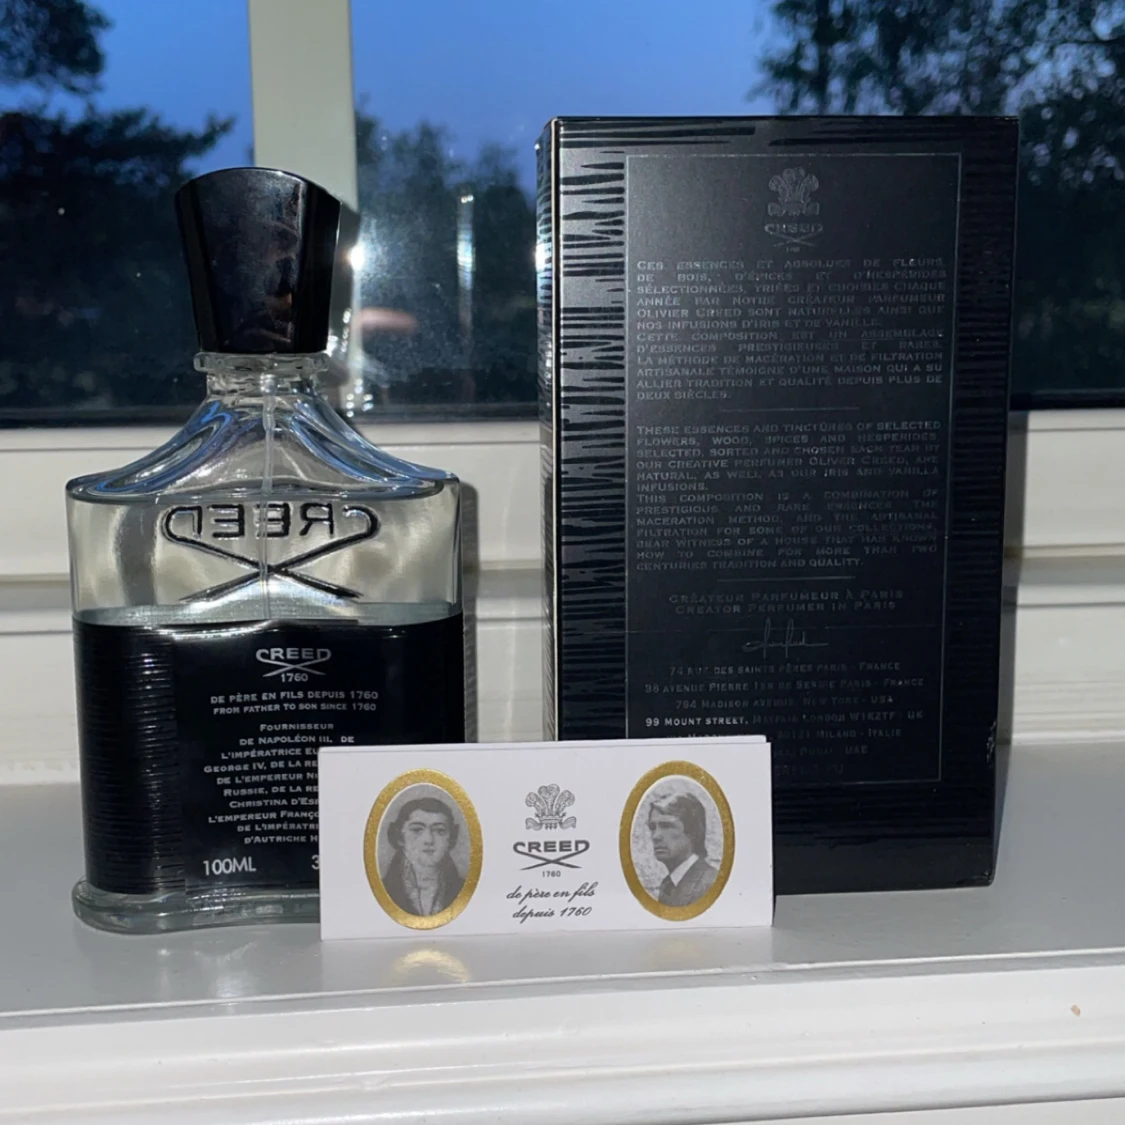 CREED
CREED
1760
DE PÈRE EN FILS DEPUIS 1760
FROM FATHER TO SON SINCE 1760
FOURNISSEUR
DE NAPOLÉON III, DE
L'IMPÉRATRICE
GEORGE IV, DE LA
DE L'EMPEREUR
RUSSIE, DE LA
CHRISTINA
L'EMPEREUR
DE
D'AUTRICHE
100ML
CREED
CES ESSENCES ET ABSOLUES DE FLEURS,
DE BOIS, D'ÉPICES ET D'HESPÉRIDES
SÉLECTIONNÉES, TRIÉES ET CHOISIES CHAQUE
ANNÉE PAR NOTRE CRÉATEUR PARFUMEUR
OLIVIER CREED SONT NATURELLES AINSI QUE
NOS INFUSIONS D'IRIS ET DE VANILLE.
CETTE COMPOSITION EST UN ASSEMBLAGE
D'ESSENCES PRESTIGIEUSES ET RARES.
LA MÉTHODE DE MACÉRATION ET DE FILTRATION
ARTISANALE TÉMOIGNE D'UNE MAISON QUI A SU
ALLIER TRADITION ET QUALITÉ DEPUIS PLUS DE
DEUX SIÈCLES.
THESE ESSENCES AND TINCTURES OF SELECTED
FLOWERS, WOOD, SPICES AND HESPERIDES,
SELECTED, SORTED AND CHOSEN EACH YEAR BY
OUR CREATIVE PERFUMER OLIVER CREED, ARE
NATURAL, AS WELL AS OUR IRIS AND VANILLA
INFUSIONS.
THIS COMPOSITION IS A COMBINATION OF
PRESTIGIOUS AND RARE ESSENCES. THE
MACERATION METHOD, AND THE ARTISANAL
FILTRATION FOR SOME OF OUR COLLECTIONS,
BEAR WITNESS OF A HOUSE THAT HAS KNOWN
HOW TO COMBINE FOR MORE THAN TWO
CENTURIES TRADITION AND QUALITY.
CRÉATEUR PARFUMEUR À PARIS
CREATOR PERFUMER IN PARIS
74 RUE DES SAINTS PÈRES PARIS - FRANCE
38 AVENUE PIERRE 1ER DE SERBIE PARIS - FRANCE
794 MADISON AVENUE, NEW YORK - USA
99 MOUNT STREET, MAYFAIR LONDON W1K2TF - UK
20121 MILANO - ITALIE
DUBAI, UAE
CREED
1760
de père en fils
depuis 1760